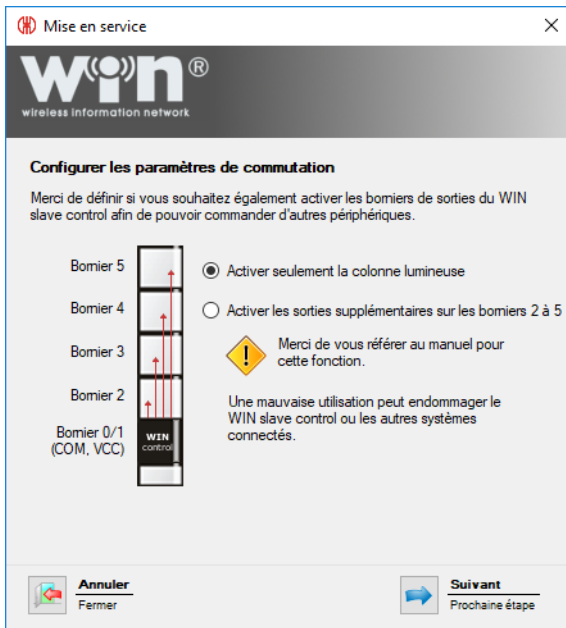 Mise en service
WIN®
wireless information network
Configurer les paramètres de commutation
Merci de définir si vous souhaitez également activer les borniers de sorties du WIN
slave control afin de pouvoir commander d'autres périphériques.
Bornier 5
Bornier 4
Bornier 3
Bornier 2
Bornier 0/1
(COM, VCC)
WIN
control
Activer seulement la colonne lumineuse
Activer les sorties supplémentaires sur les borniers 2 à 5
Merci de vous référer au manuel pour
cette fonction.
Une mauvaise utilisation peut endommager le
WIN slave control ou les autres systèmes
connectés.
Annuler
Fermer
Suivant
Prochaine étape